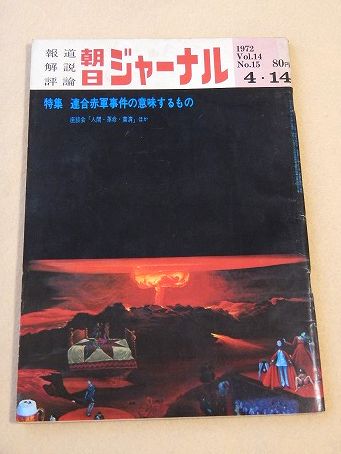 報道
解説
評論
朝日ジャーナル
1972
Vol.14
No.15
80円
4・14
特集 連合赤軍事件の意味するもの
座談会「人間・革命・粛清」ほか